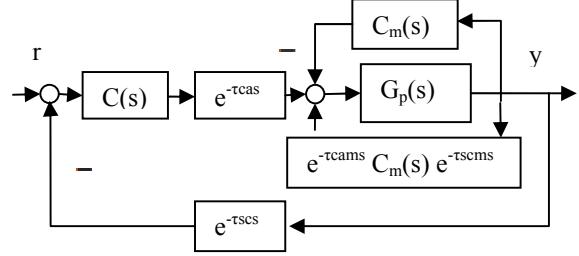 r
y
C(s)
e^-τcas
C_m(s)
G_p(s)
e^-τcams C_m(s) e^-τscms
e^-τscs